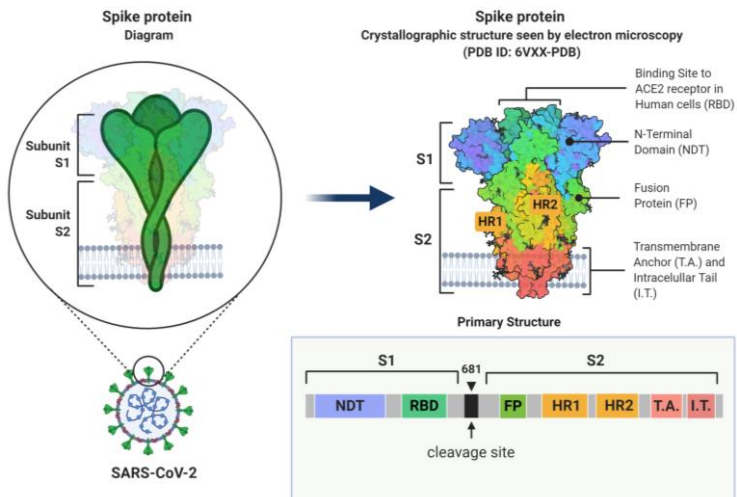 Spike protein
Diagram
Subunit
S1
Subunit
S2
SARS-CoV-2
Spike protein
Crystallographic structure seen by electron microscopy
(PDB ID: 6VXX-PDB)
S1
S2
HR1
HR2
Binding Site to
ACE2 receptor in
Human cells (RBD)
N-Terminal
Domain (NDT)
Fusion
Protein (FP)
Transmembrane
Anchor (T.A.) and
Intracelullar Tail
(I.T.)
Primary Structure
S1
681
S2
NDT
RBD
FP
HR1
HR2
T.A.
I.T.
cleavage site